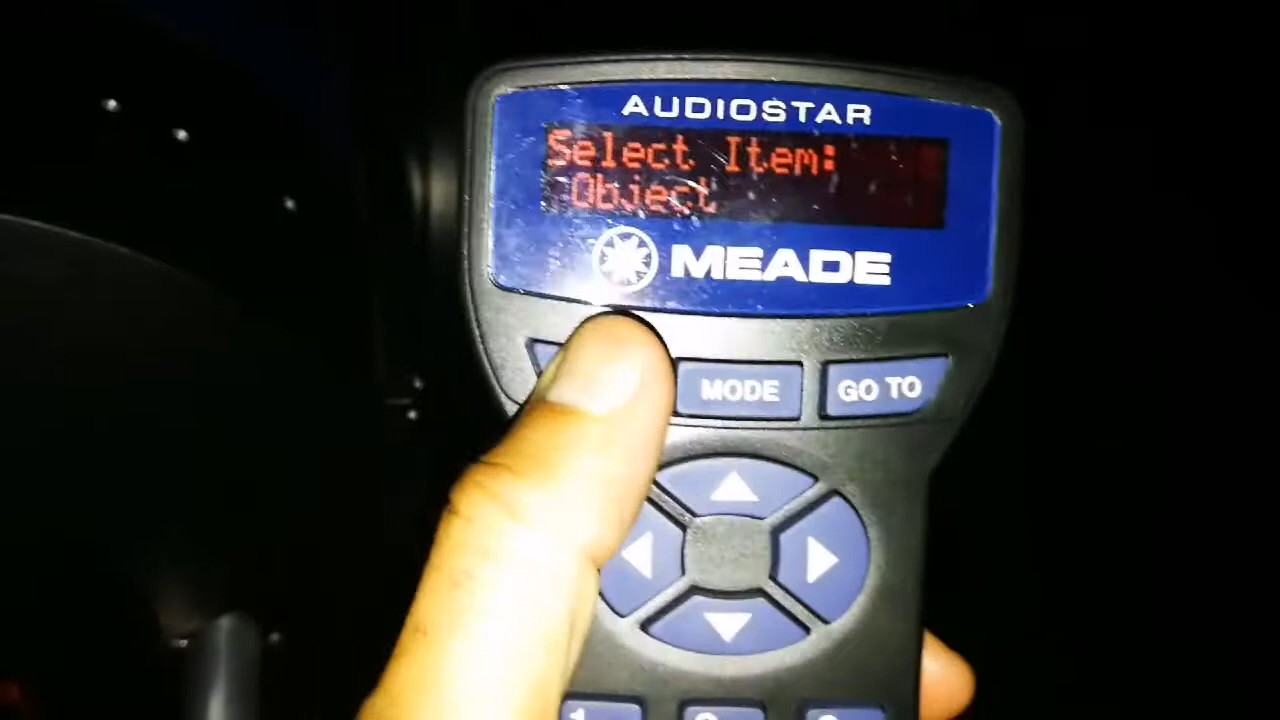 AUDIOSTAR
Select Item:
Object
MEADE
MODE
GO TO